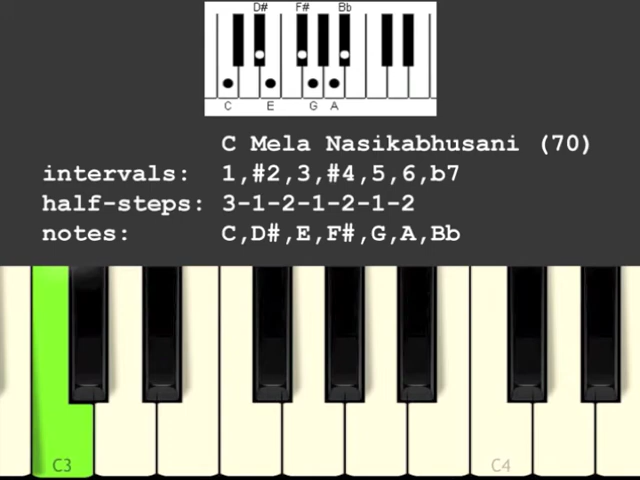 D# F# Bb
C E G A
C Mela Nasikabhusani (70)
intervals: 1,#2,3,#4,5,6,b7
half-steps: 3-1-2-1-2-1-2
notes: C,D#,E,F#,G,A,Bb
C3 C4